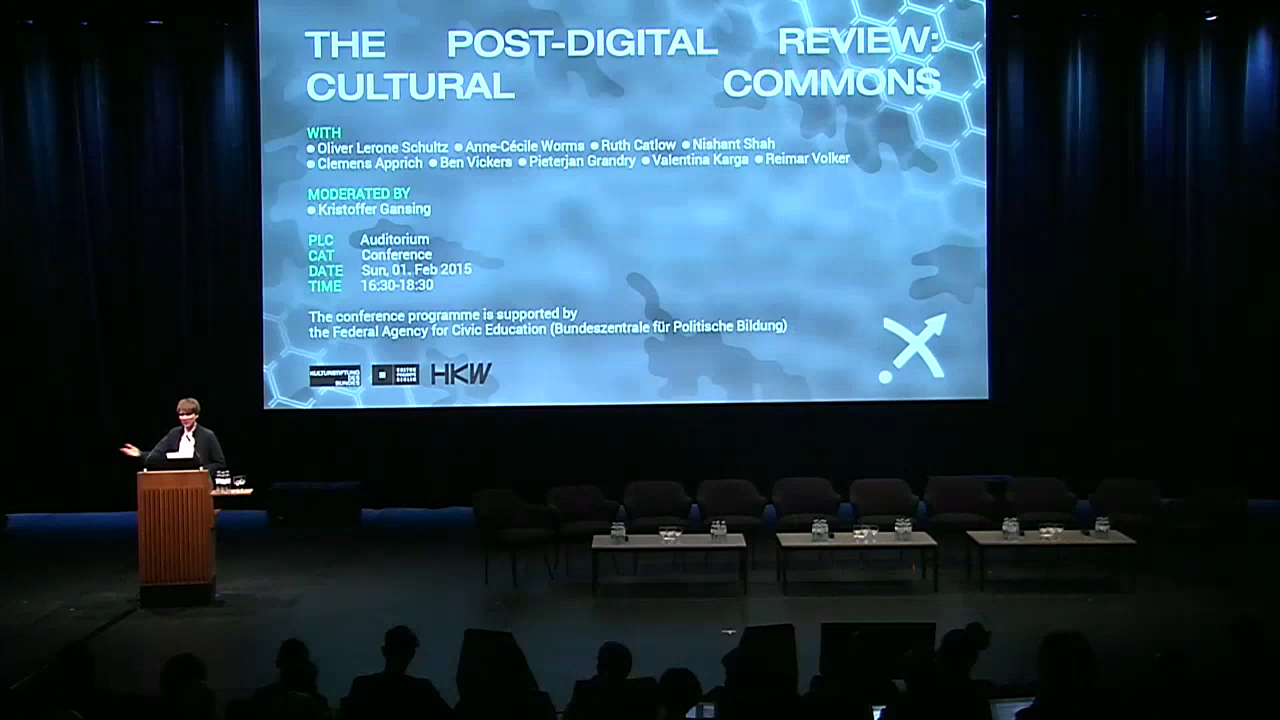 THE POST-DIGITAL REVIEW:
CULTURAL COMMONS
WITH
● Oliver Lerone Schultz ● Anne-Cécile Worms ● Ruth Catlow ● Nishant Shah
● Clemens Apprich ● Ben Vickers ● Pieterjan Grandry ● Valentina Karga ● Reimar Volker
MODERATED BY
● Kristoffer Gansing
PLC Auditorium
CAT Conference
DATE Sun, 01. Feb 2015
TIME 16:30-18:30
The conference programme is supported by
the Federal Agency for Civic Education (Bundeszentrale für Politische Bildung)
KULTURSTIFTUNG
DES
BUNDES
HKW